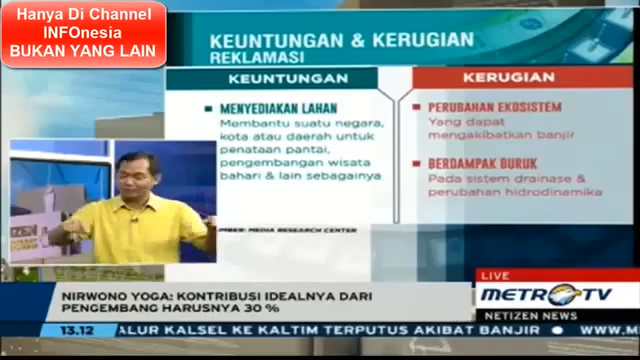 Hanya Di Channel
INFOnesia
BUKAN YANG LAIN
KEUNTUNGAN & KERUGIAN
REKLAMASI
KEUNTUNGAN
MENYEDIAKAN LAHAN
Membantu suatu negara,
kota atau daerah untuk
penataan pantai,
pengembangan wisata
bahari & lain sebagainya
KERUGIAN
PERUBAHAN EKOSISTEM
Yang dapat
mengakibatkan banjir
BERDAMPAK BURUK
Pada sistem drainase &
perubahan hidrodinamika
MBER: MEDIA RESEARCH CENTER
NIRWONO YOGA: KONTRIBUSI IDEALNYA DARI
PENGEMBANG HARUSNYA 30 %
LIVE
METRO TV
NETIZEN NEWS
13.12 ALUR KALSEL KE KALTIM TERPUTUS AKIBAT BANJIR